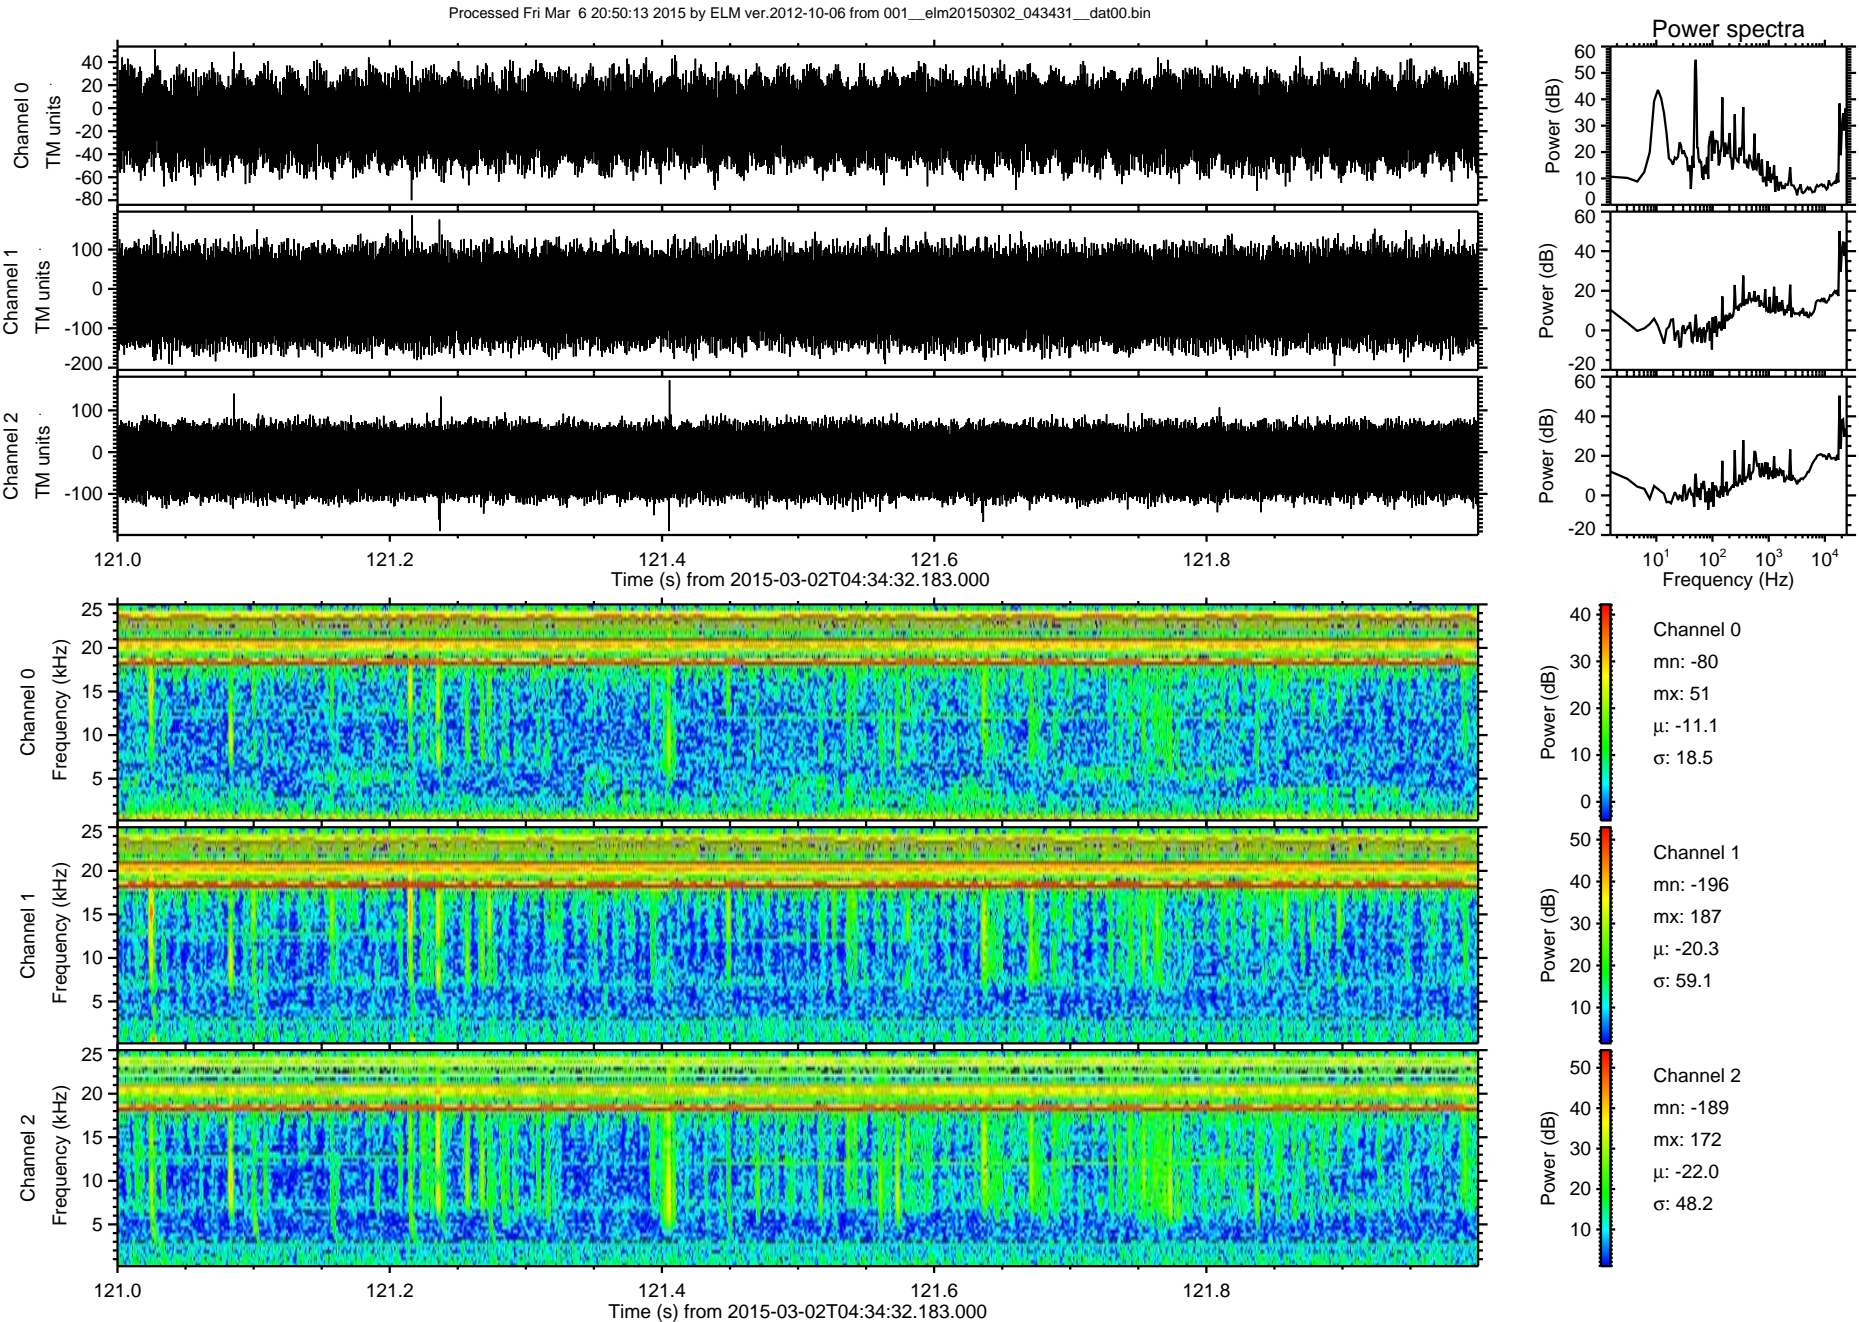 Processed Fri Mar  6 20:50:13 2015 by ELM ver.2012-10-06 from 001__elm20150302_043431__dat00.bin
Power spectra
Channel 0
TM units
40
20
0
-20
-40
-60
-80
Power (dB)
60
50
40
30
20
10
0
Channel 1
TM units
100
0
-100
-200
Power (dB)
60
40
20
0
-20
Channel 2
TM units
100
0
-100
Power (dB)
60
40
20
0
-20
121.0
121.2
121.4
121.6
121.8
Time (s) from 2015-03-02T04:34:32.183.000
10^1
10^2
10^3
10^4
Frequency (Hz)
Channel 0
Frequency (kHz)
25
20
15
10
5
Power (dB)
40
30
20
10
0
Channel 0
mn: -80
mx: 51
μ: -11.1
σ: 18.5
Channel 1
Frequency (kHz)
25
20
15
10
5
Power (dB)
50
40
30
20
10
Channel 1
mn: -196
mx: 187
μ: -20.3
σ: 59.1
Channel 2
Frequency (kHz)
25
20
15
10
5
Power (dB)
50
40
30
20
10
Channel 2
mn: -189
mx: 172
μ: -22.0
σ: 48.2
121.0
121.2
121.4
121.6
121.8
Time (s) from 2015-03-02T04:34:32.183.000